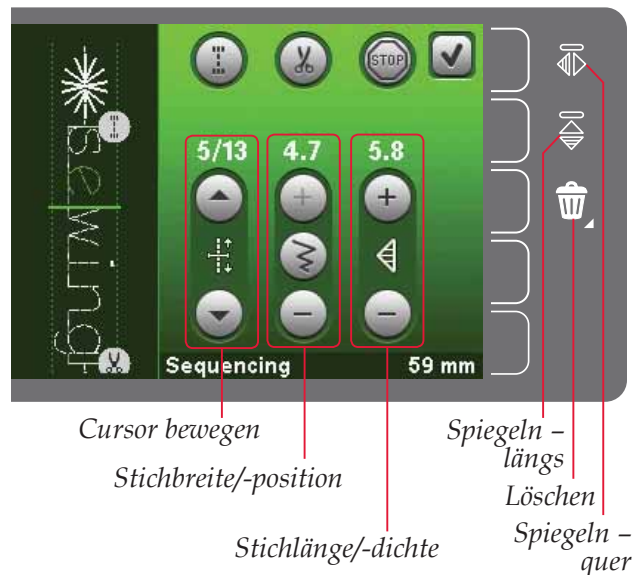 STOP
5/13 4.7 5.8
sewing
Sequencing 59 mm
Cursor bewegen
Stichbreite/-position
Stichlänge/-dichte
Spiegeln –
längs
Löschen
Spiegeln –
quer